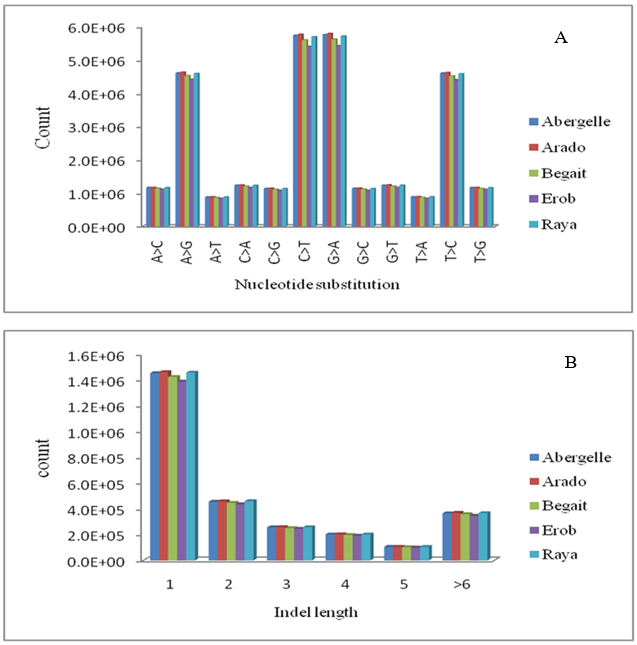 A
6.0E+06
5.0E+06
4.0E+06
3.0E+06
2.0E+06
1.0E+06
0.0E+00
Count
A>C A>G A>T C>A C>G C>T G>A G>C G>T T>A T>C T>G
Nucleotide substitution
Abergelle
Arado
Begait
Erob
Raya
B
1.6E+06
1.4E+06
1.2E+06
1.0E+06
8.0E+05
6.0E+05
4.0E+05
2.0E+05
0.0E+00
count
1 2 3 4 5 >6
Indel length
Abergelle
Arado
Begait
Erob
Raya